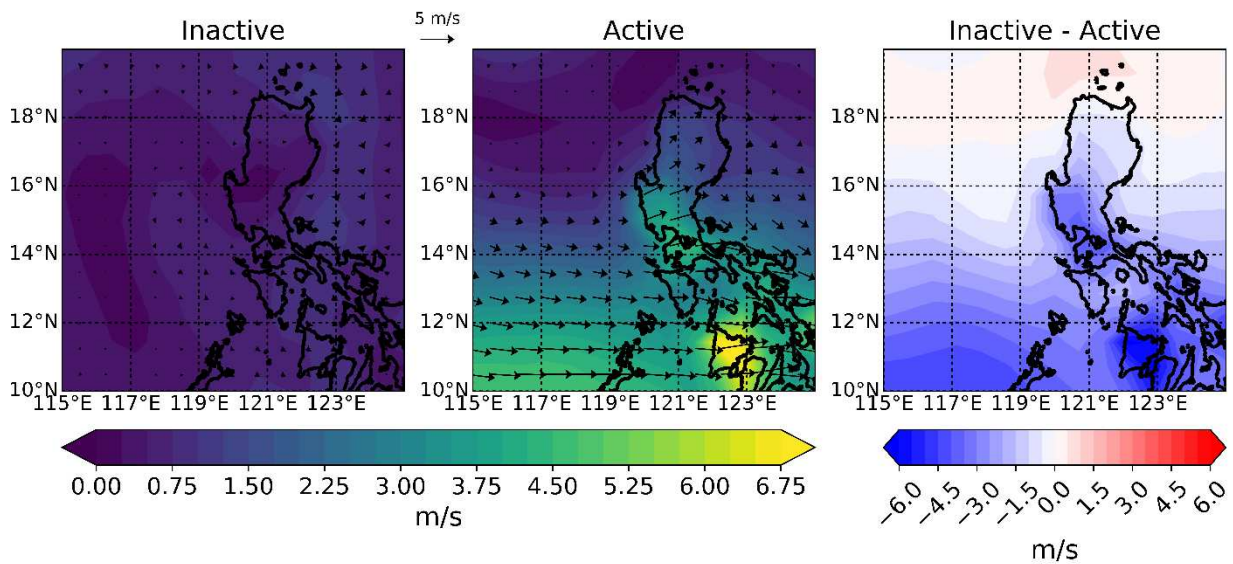 Inactive
5 m/s
Active
Inactive - Active
18°N
16°N
14°N
12°N
10°N
115°E 117°E 119°E 121°E 123°E
18°N
16°N
14°N
12°N
10°N
115°E 117°E 119°E 121°E 123°E
18°N
16°N
14°N
12°N
10°N
115°E 117°E 119°E 121°E 123°E
0.00 0.75 1.50 2.25 3.00 3.75 4.50 5.25 6.00 6.75
m/s
−6.0 −4.5 −3.0 −1.5 0.0 1.5 3.0 4.5 6.0
m/s